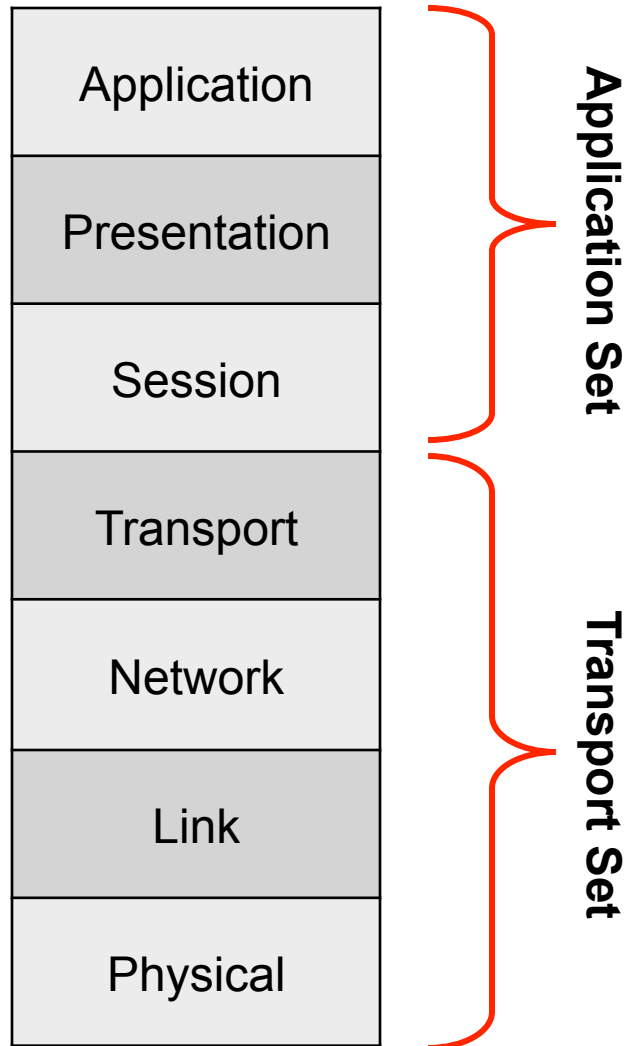 Application
Presentation
Session
Transport
Network
Link
Physical
Application Set
Transport Set